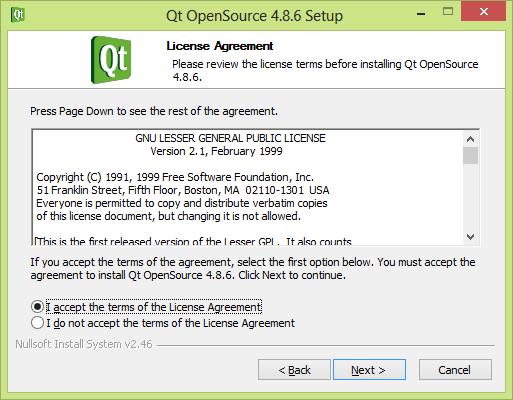 Qt OpenSource 4.8.6 Setup
Qt
License Agreement
Please review the license terms before installing Qt OpenSource
4.8.6.
Press Page Down to see the rest of the agreement.
GNU LESSER GENERAL PUBLIC LICENSE
Version 2.1, February 1999
Copyright (C) 1991, 1999 Free Software Foundation, Inc.
51 Franklin Street, Fifth Floor, Boston, MA  02110-1301  USA
Everyone is permitted to copy and distribute verbatim copies
of this license document, but changing it is not allowed.
[This is the first released version of the Lesser GPL.  It also counts
If you accept the terms of the agreement, select the first option below. You must accept the
agreement to install Qt OpenSource 4.8.6. Click Next to continue.
I accept the terms of the License Agreement
I do not accept the terms of the License Agreement
Nullsoft Install System v2.46
< Back
Next >
Cancel